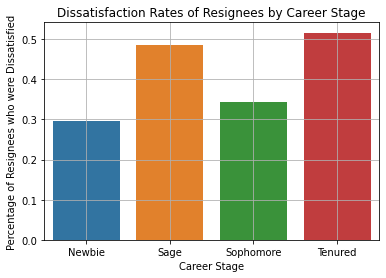 Dissatisfaction Rates of Resignees by Career Stage
Percentage of Resignees who were Dissatisfied
0.5
0.4
0.3
0.2
0.1
0.0
Newbie Sage Sophomore Tenured
Career Stage